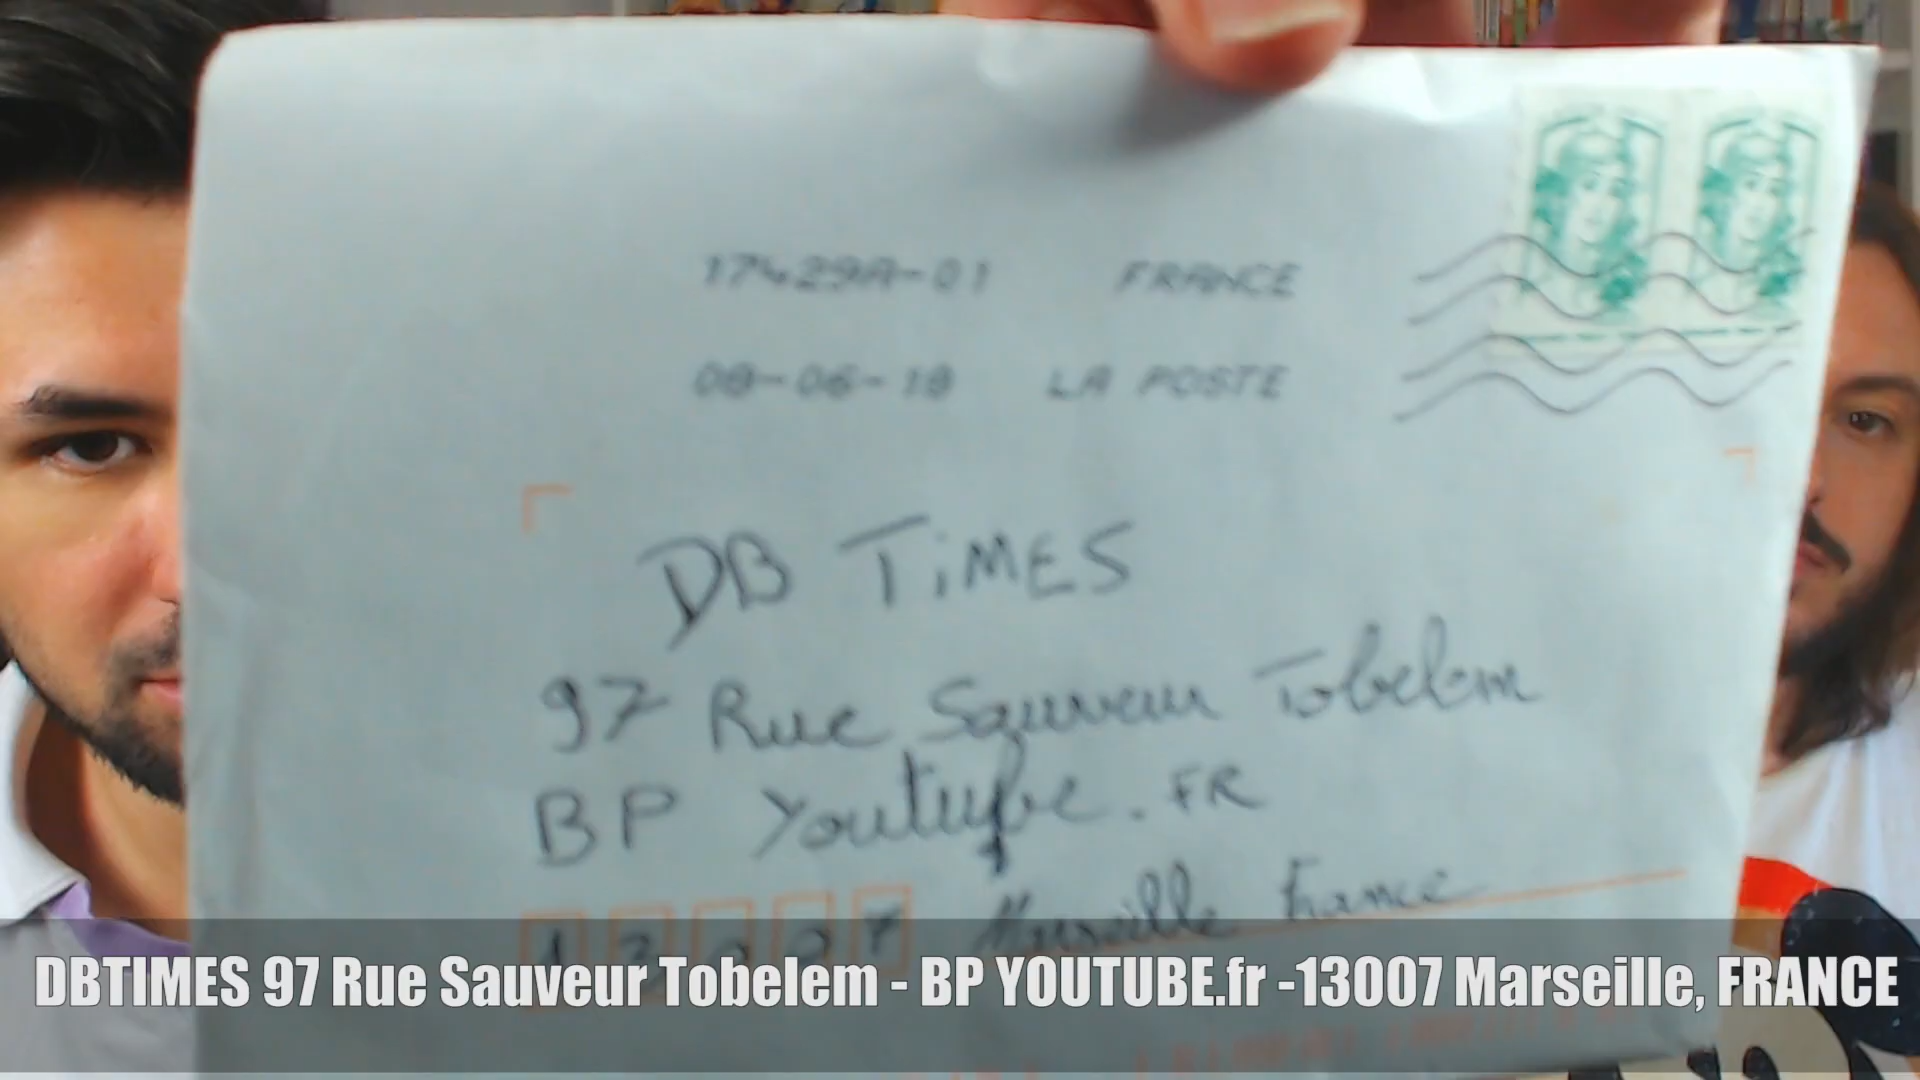 17429A-01 FRANCE
08-06-18 LA POSTE
DB TiMES
97 Rue Sauveur Tobelem
BP Youtube.FR
13007 Marseille France
DBTIMES 97 Rue Sauveur Tobelem - BP YOUTUBE.fr -13007 Marseille, FRANCE